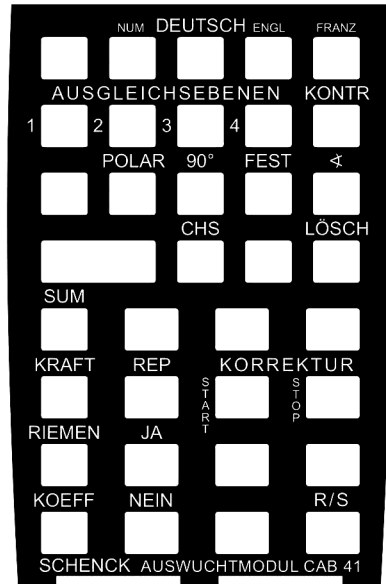 NUM DEUTSCH ENGL FRANZ
AUSGLEICHSEBENEN KONTR
1 2 3 4
POLAR 90° FEST ∢
CHS LÖSCH
SUM
KRAFT REP KORREKTUR
START STOP
RIEMEN JA
KOEFF NEIN R/S
SCHENCK AUSWUCHTMODUL CAB 41